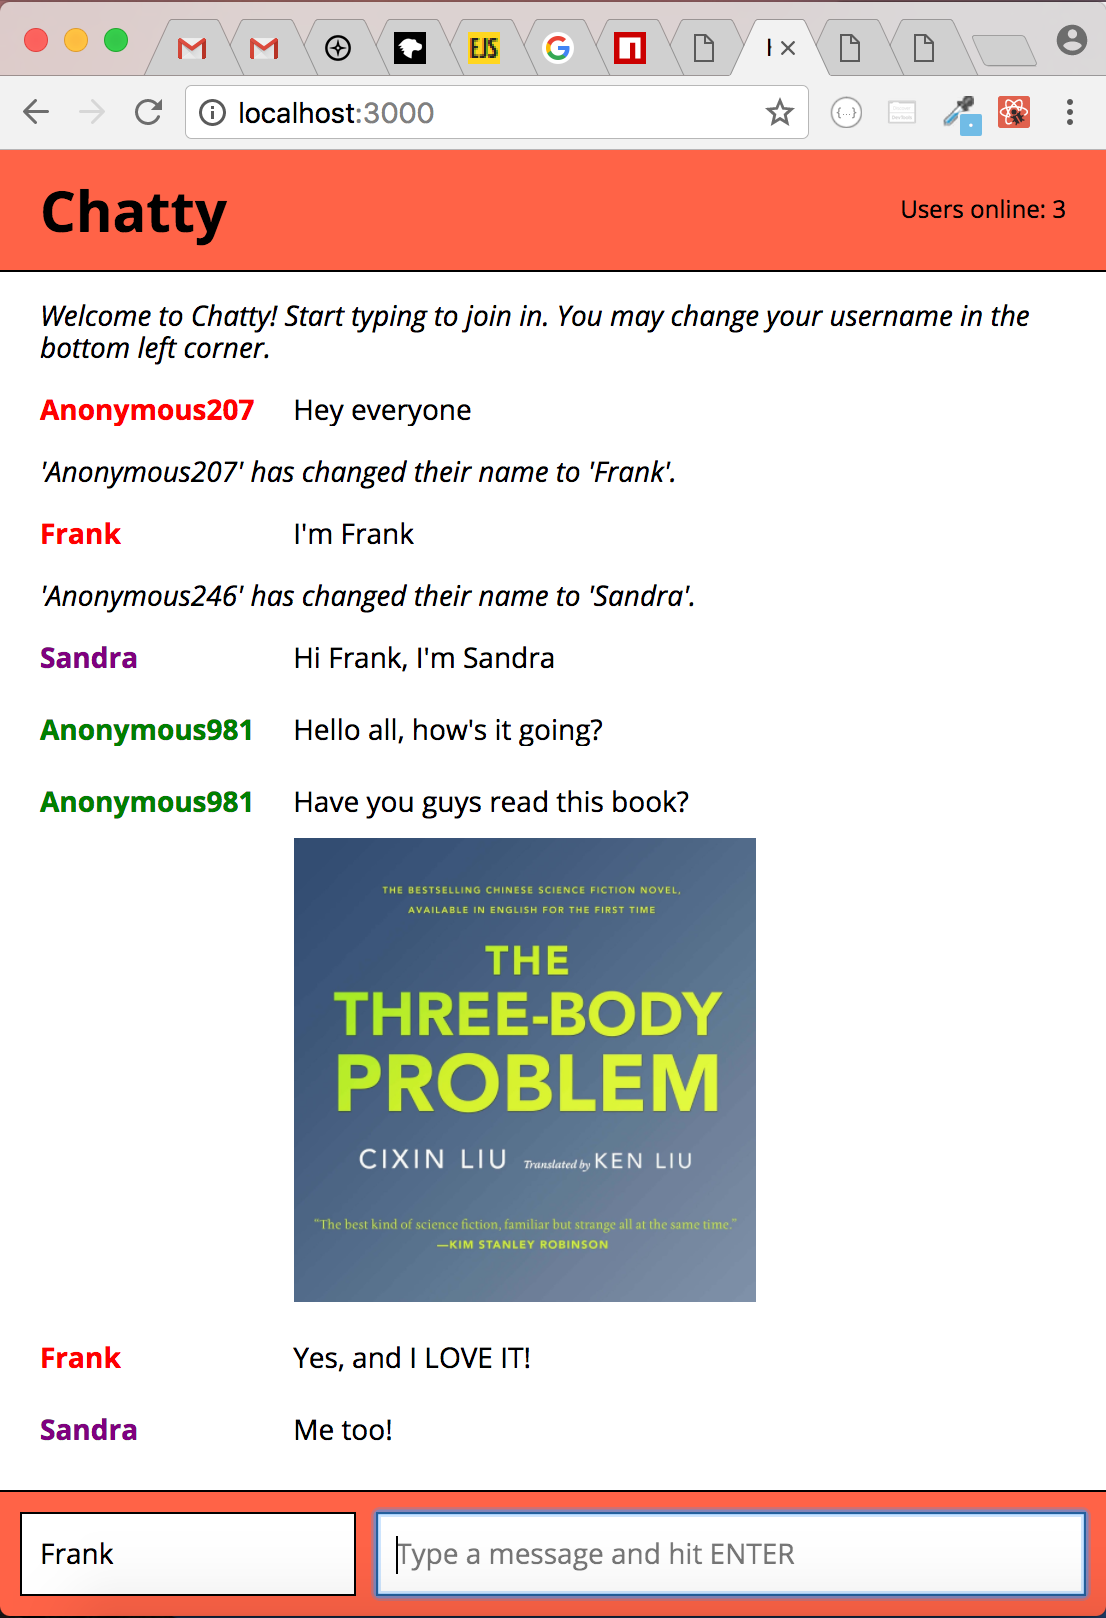 EJS
localhost:3000
Chatty
Users online: 3
Welcome to Chatty! Start typing to join in. You may change your username in the
bottom left corner.
Anonymous207 Hey everyone
'Anonymous207' has changed their name to 'Frank'.
Frank I'm Frank
'Anonymous246' has changed their name to 'Sandra'.
Sandra Hi Frank, I'm Sandra
Anonymous981 Hello all, how's it going?
Anonymous981 Have you guys read this book?
THE BESTSELLING CHINESE SCIENCE FICTION NOVEL,
AVAILABLE IN ENGLISH FOR THE FIRST TIME
THE
THREE-BODY
PROBLEM
CIXIN LIU Translated by KEN LIU
“The best kind of science fiction, familiar but strange all at the same time.”
—KIM STANLEY ROBINSON
Frank Yes, and I LOVE IT!
Sandra Me too!
Frank Type a message and hit ENTER